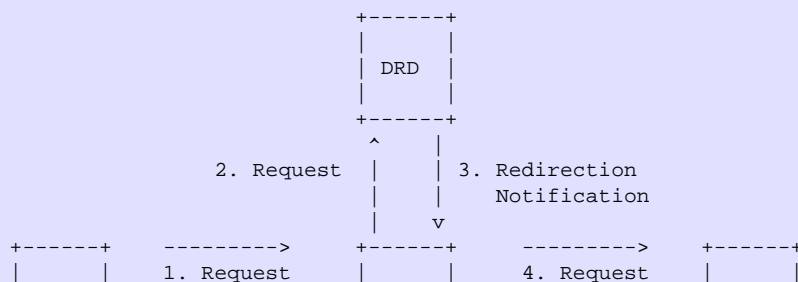 DRD
2. Request
3. Redirection
Notification
1. Request
4. Request